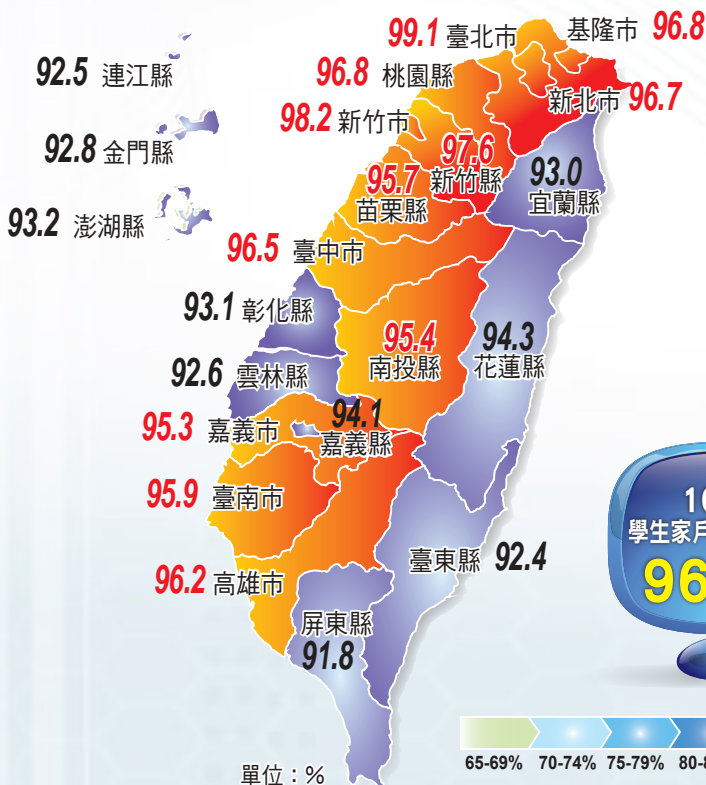 99.1 臺北市
基隆市 96.8
92.5 連江縣
96.8 桃園縣
新北市 96.7
98.2 新竹市
92.8 金門縣
97.6
新竹縣
93.0
宜蘭縣
95.7
苗栗縣
93.2 澎湖縣
96.5 臺中市
93.1 彰化縣
95.4
南投縣
94.3
花蓮縣
92.6 雲林縣
95.3 嘉義市
94.1
嘉義縣
95.9 臺南市
學生家戶
96
臺東縣 92.4
96.2 高雄市
屏東縣
91.8
65-69% 70-74% 75-79% 80-8
單位：%